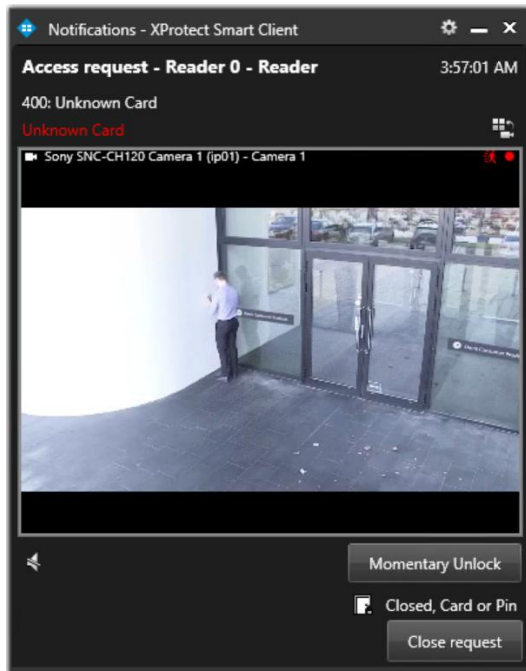 Notifications - XProtect Smart Client
Access request - Reader 0 - Reader
3:57:01 AM
400: Unknown Card
Unknown Card
Sony SNC-CH120 Camera 1 (ip01) - Camera 1
Momentary Unlock
Closed, Card or Pin
Close request